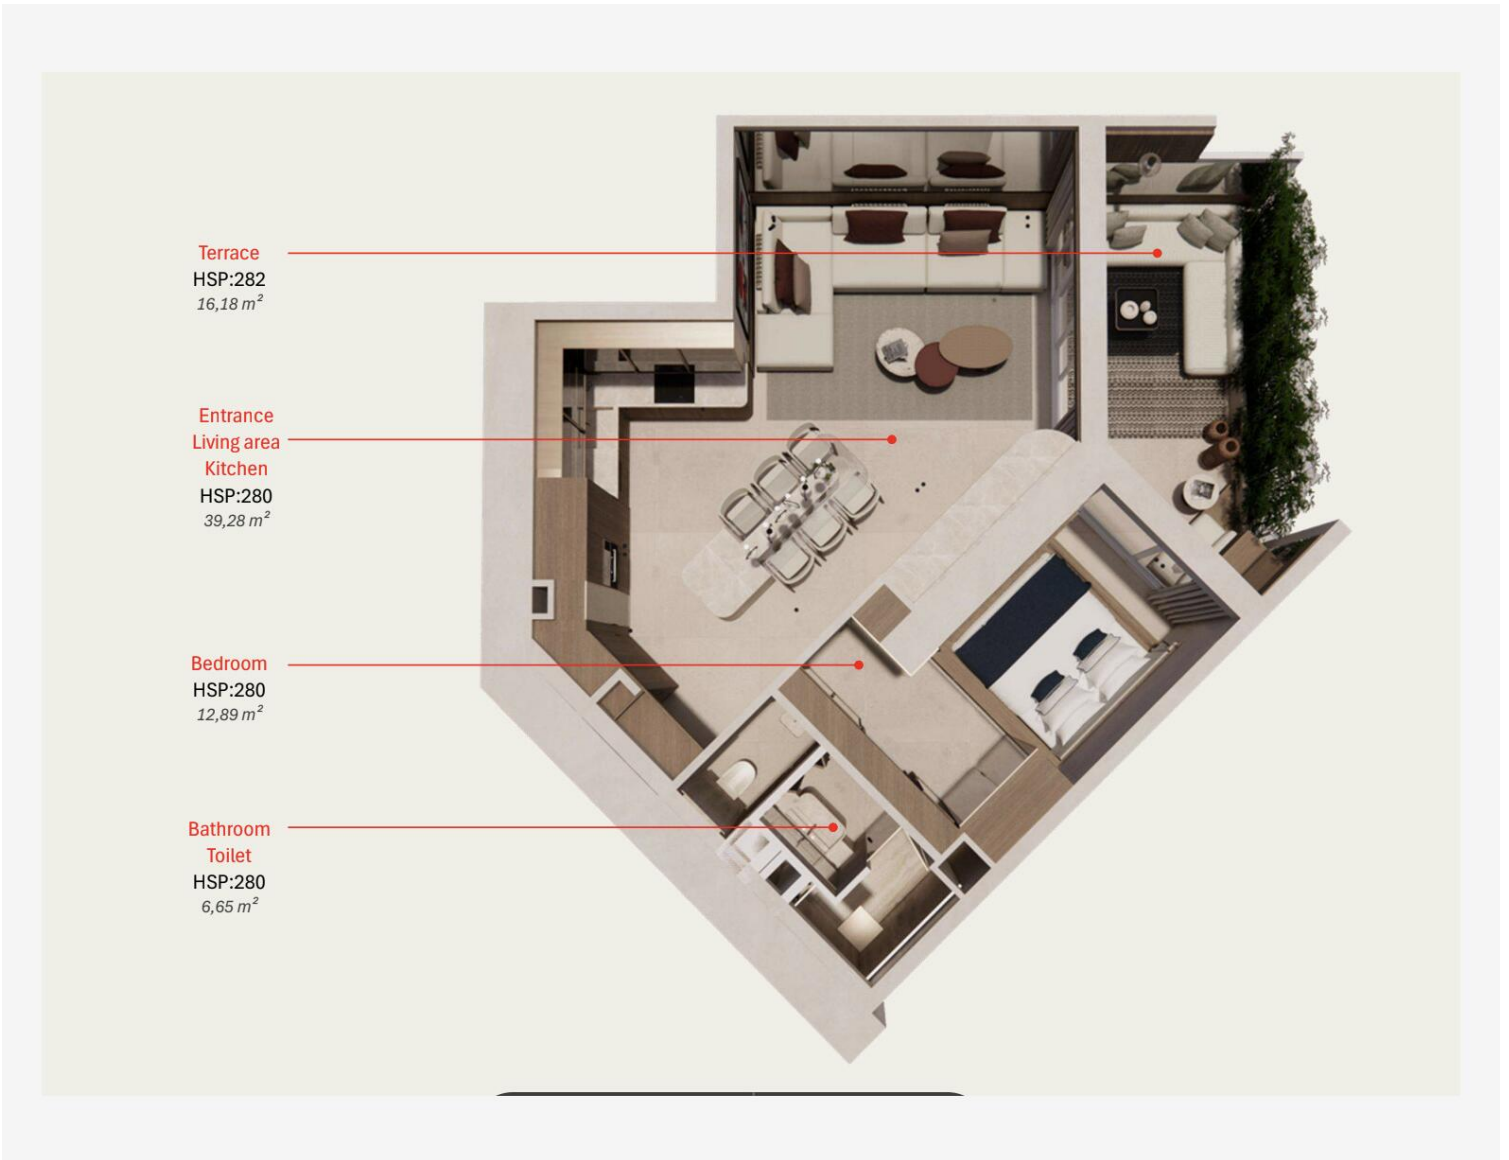 Terrace
HSP:282
16,18 m²
Entrance
Living area
Kitchen
HSP:280
39,28 m²
Bedroom
HSP:280
12,89 m²
Bathroom
Toilet
HSP:280
6,65 m²